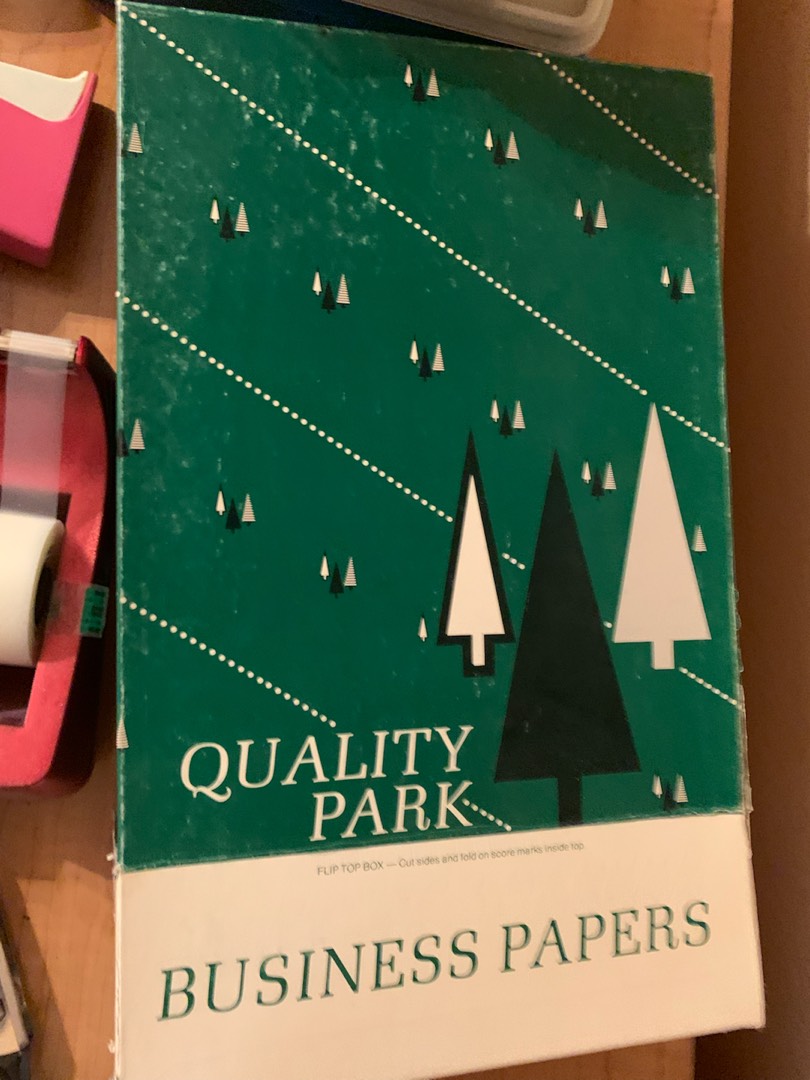 QUALITY
PARK
FLIP TOP BOX — Cut sides and fold on score marks inside top.
BUSINESS PAPERS